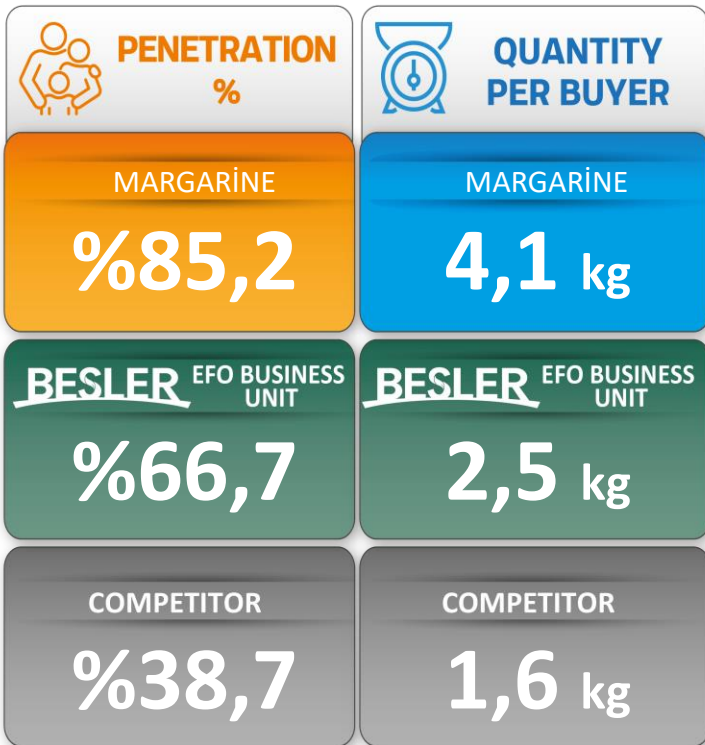 PENETRATION
%
QUANTITY
PER BUYER
MARGARİNE
%85,2
MARGARİNE
4,1 kg
BESLER EFO BUSINESS
UNIT
%66,7
BESLER EFO BUSINESS
UNIT
2,5 kg
COMPETITOR
%38,7
COMPETITOR
1,6 kg